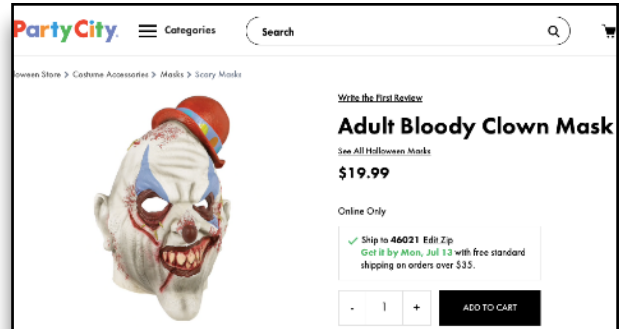 Party City
Categories
Search
loween Store > Costume Accessories > Masks > Scary Masks
Write the First Review
Adult Bloody Clown Mask
See All Halloween Masks
$19.99
Online Only
Ship to 46021 Edit Zip
Get it by Mon, Jul 13 with free standard
shipping on orders over $35.
- 1 +
ADD TO CART